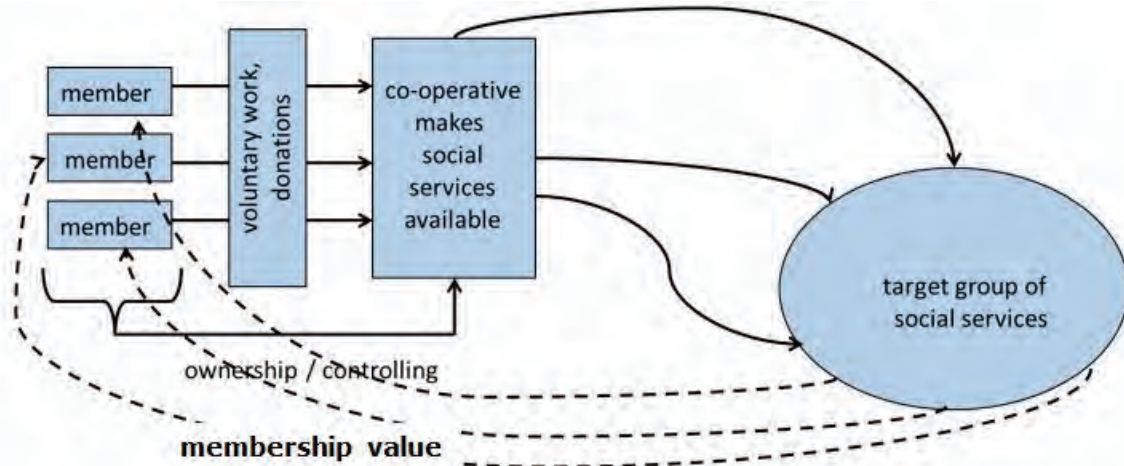 member
member
member
voluntary work,
donations
co-operative
makes
social
services
available
target group of
social services
ownership / controlling
membership value